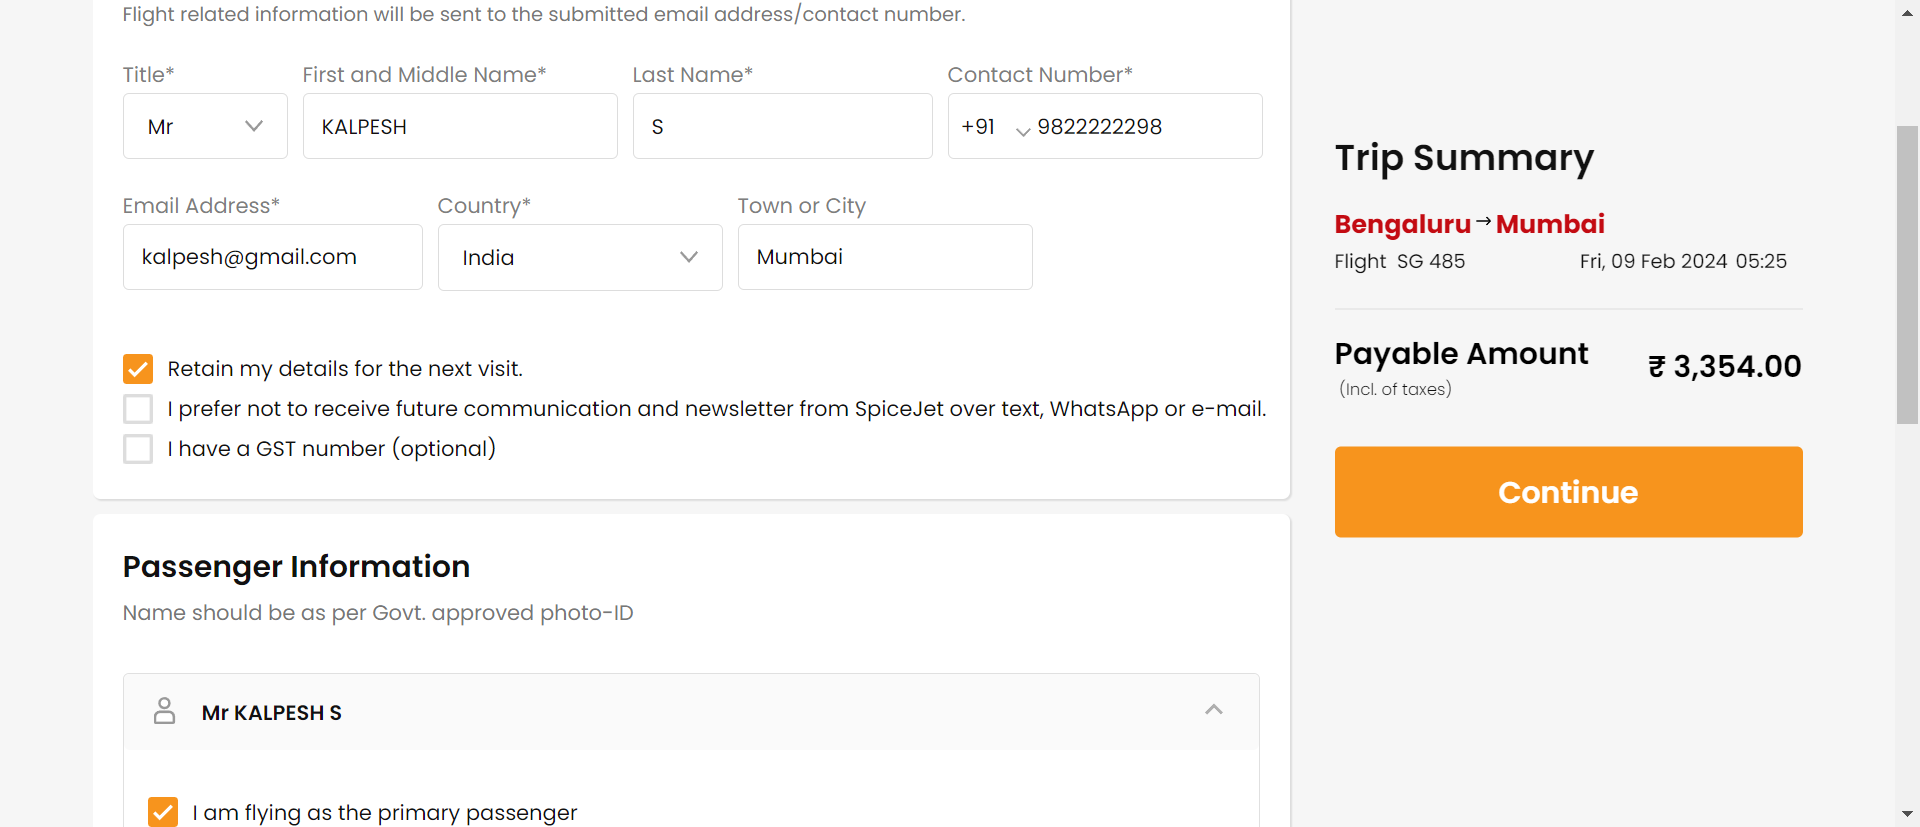 Flight related information will be sent to the submitted email address/contact number.
Title* First and Middle Name* Last Name* Contact Number*
Mr KALPESH S +91 9822222298
Email Address* Country* Town or City
kalpesh@gmail.com India Mumbai
Retain my details for the next visit.
I prefer not to receive future communication and newsletter from SpiceJet over text, WhatsApp or e-mail.
I have a GST number (optional)
Passenger Information
Name should be as per Govt. approved photo-ID
Mr KALPESH S
I am flying as the primary passenger
Trip Summary
Bengaluru → Mumbai
Flight SG 485 Fri, 09 Feb 2024 05:25
Payable Amount ₹ 3,354.00
(Incl. of taxes)
Continue